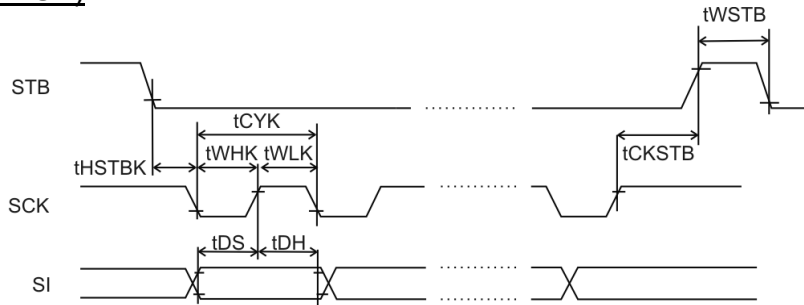 tWSTB
STB
tCYK
tHSTBK
tWHK
tWLK
tCKSTB
SCK
tDS
tDH
SI